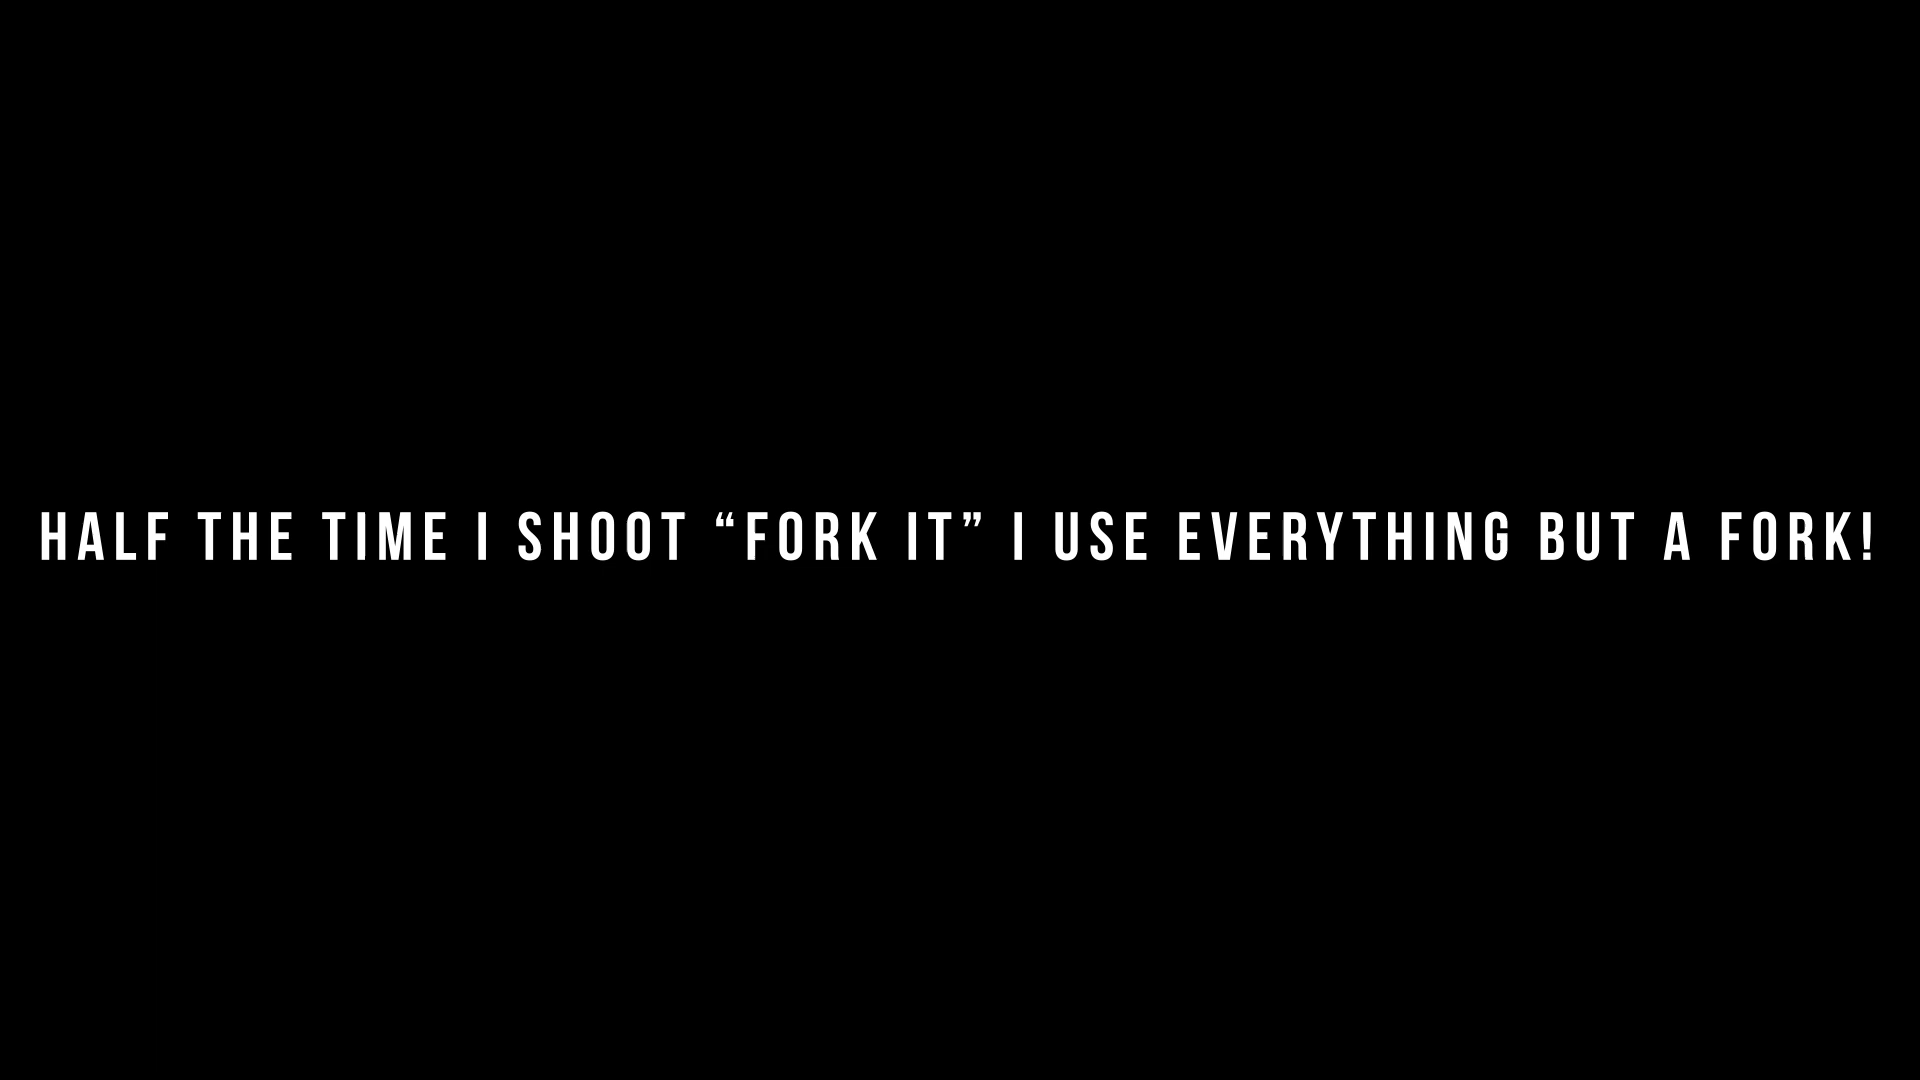 HALF THE TIME I SHOOT “FORK IT” I USE EVERYTHING BUT A FORK!